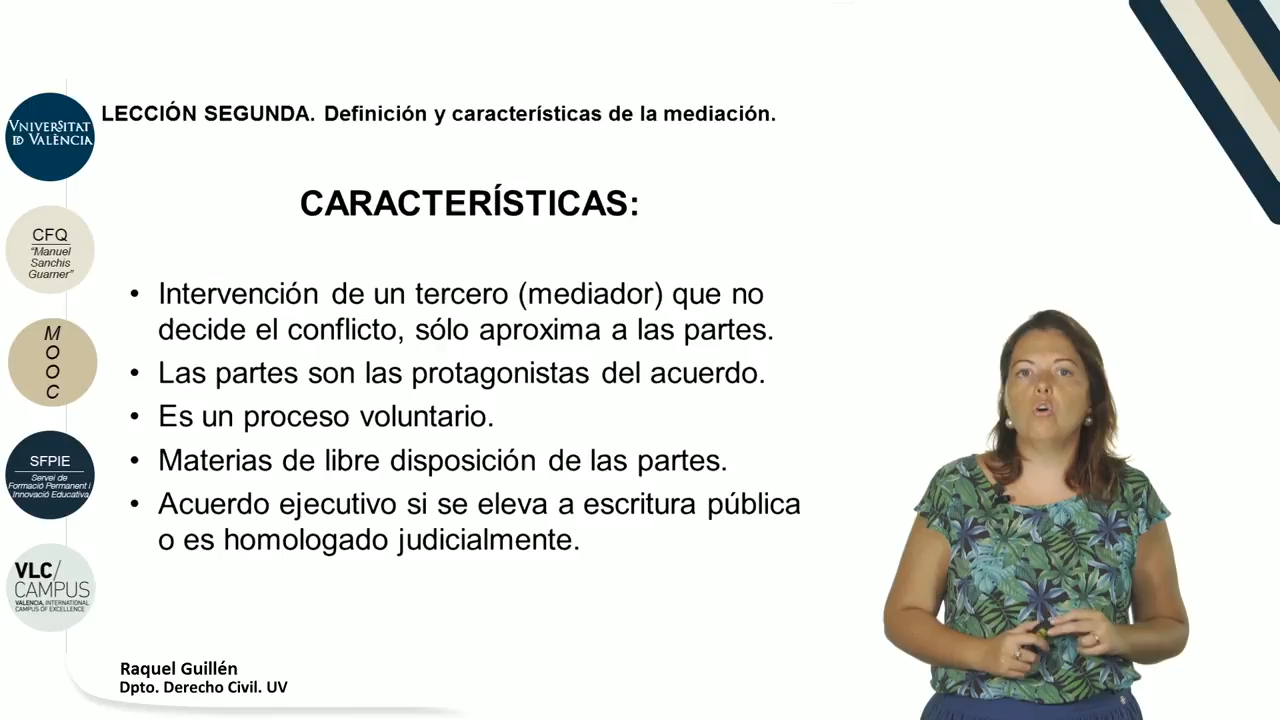 LECCIÓN SEGUNDA. Definición y características de la mediación.
VNIVERSITAT
DE VALÈNCIA
CARACTERÍSTICAS:
CFQ
“Manuel
Sanchis
Guarner”
• Intervención de un tercero (mediador) que no
decide el conflicto, sólo aproxima a las partes.
M
O
O
C
• Las partes son las protagonistas del acuerdo.
• Es un proceso voluntario.
• Materias de libre disposición de las partes.
SFPIE
Servei de
Formació Permanent i
Innovació Educativa
• Acuerdo ejecutivo si se eleva a escritura pública
o es homologado judicialmente.
VLC/
CAMPUS
VALENCIA, INTERNATIONAL
CAMPUS OF EXCELLENCE
Raquel Guillén
Dpto. Derecho Civil. UV